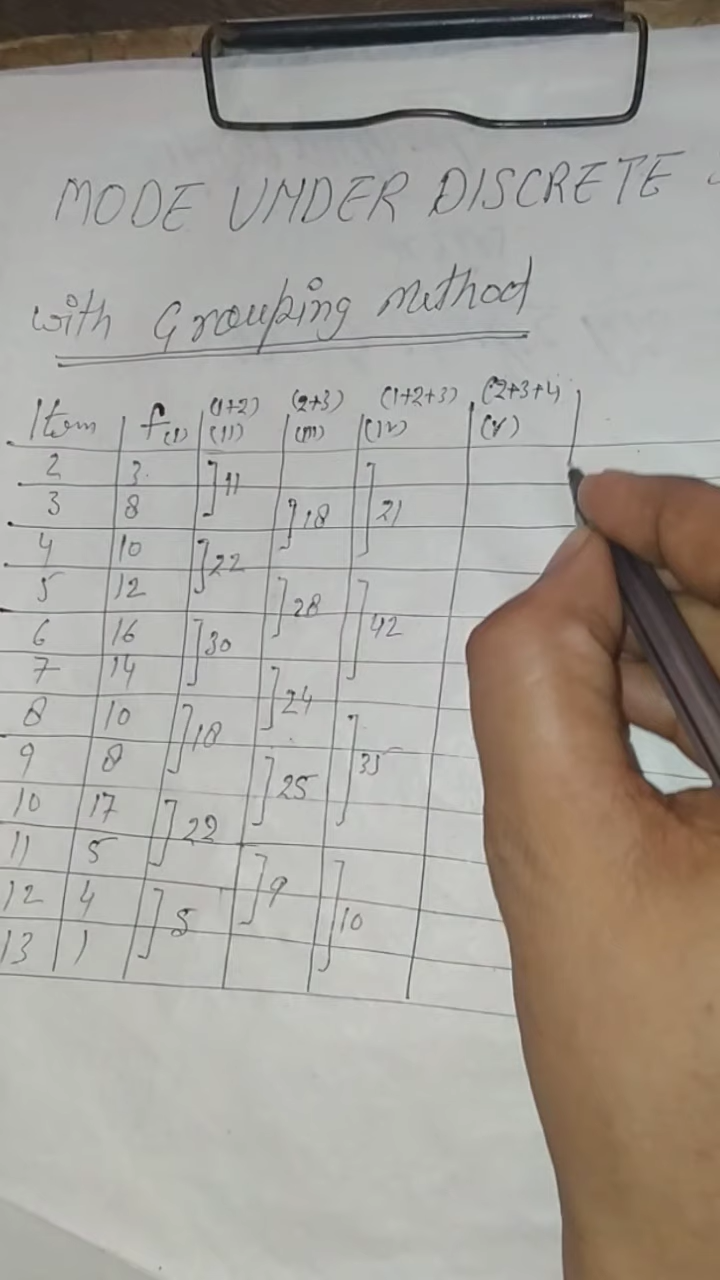 MODE UNDER DISCRETE
with Grouping Method
Item f(I) (1+2) (II) (2+3) (III) (1+2+3) (IV) (2+3+4) (V)
2 3 11
3 8 18 21
4 10 22
5 12 28
6 16 30 42
7 14 24
8 10 18
9 8 25 35
10 17 22
11 5 9
12 4 5 10
13 1